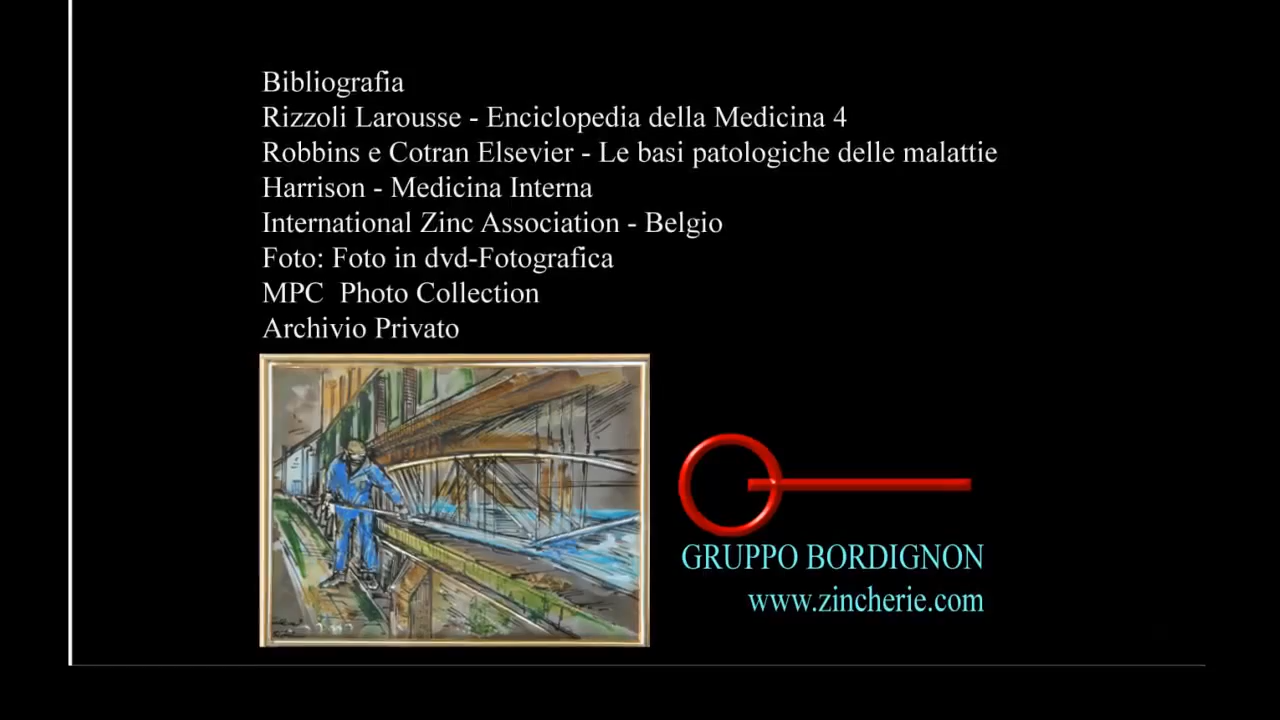 Bibliografia
Rizzoli Larousse - Enciclopedia della Medicina 4
Robbins e Cotran Elsevier - Le basi patologiche delle malattie
Harrison - Medicina Interna
International Zinc Association - Belgio
Foto: Foto in dvd-Fotografica
MPC  Photo Collection
Archivio Privato
GRUPPO BORDIGNON
www.zincherie.com